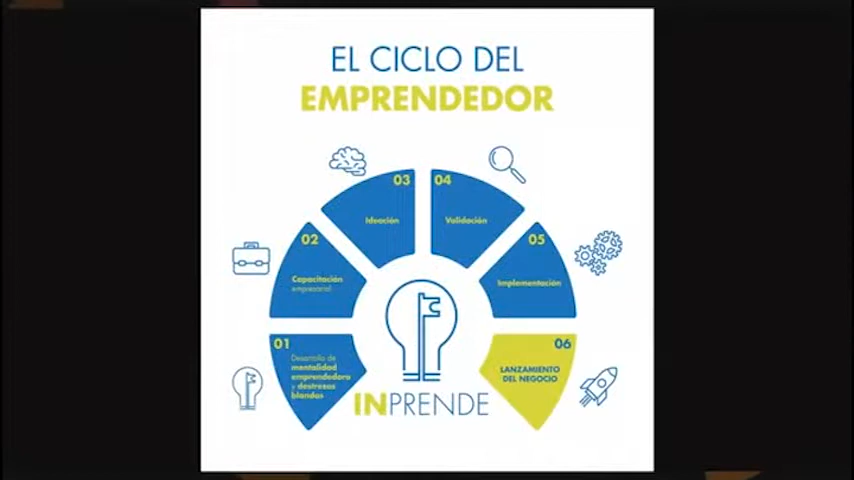 EL CICLO DEL
EMPRENDEDOR
01
Desarrollo de
mentalidad
emprendedora
y destrezas
blandas
02
Capacitación
empresarial
03
Ideación
04
Validación
05
Implementación
06
LANZAMIENTO
DEL NEGOCIO
INPRENDE